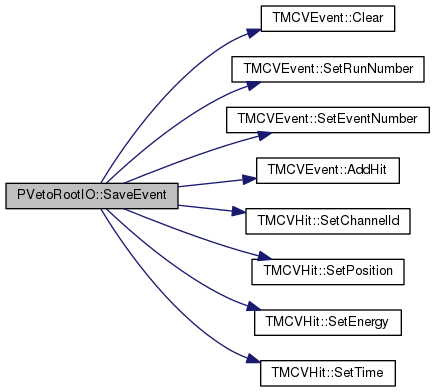 TMCVEvent::Clear
TMCVEvent::SetRunNumber
TMCVEvent::SetEventNumber
TMCVEvent::AddHit
PVetoRootIO::SaveEvent
TMCVHit::SetChannelId
TMCVHit::SetPosition
TMCVHit::SetEnergy
TMCVHit::SetTime